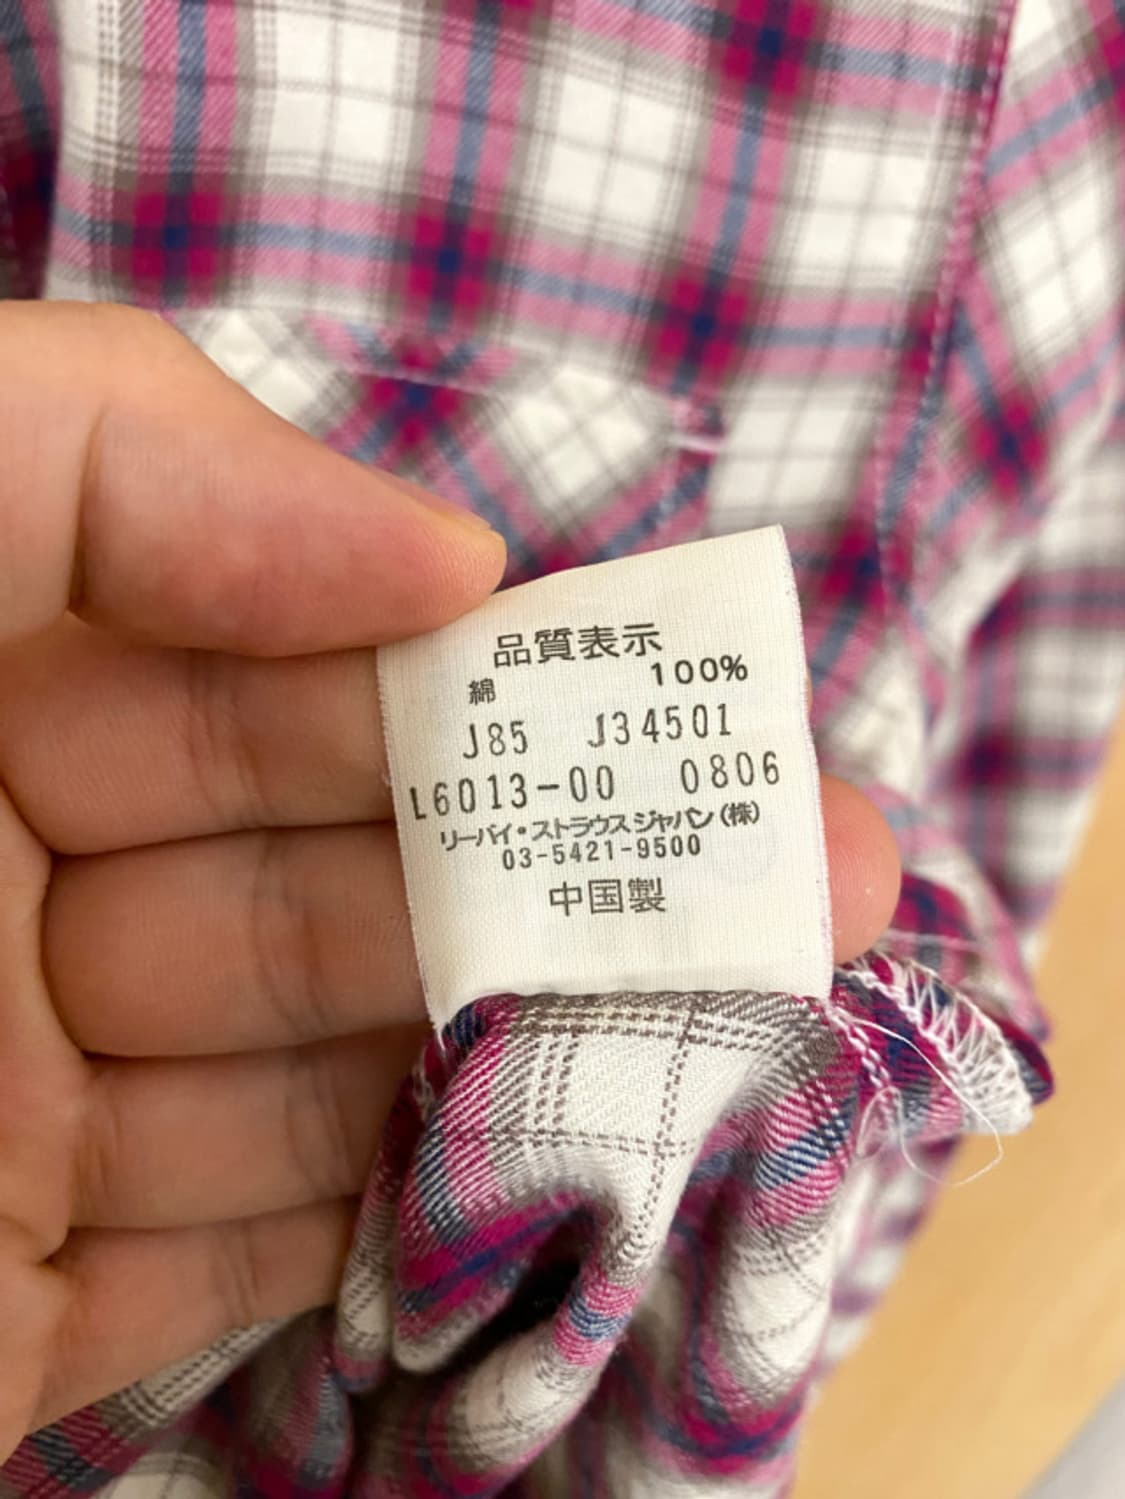 品質表示
綿 100%
J85 J34501
L6013-00 0806
リーバイ・ストラウスジャパン(株)
03-5421-9500
中国製